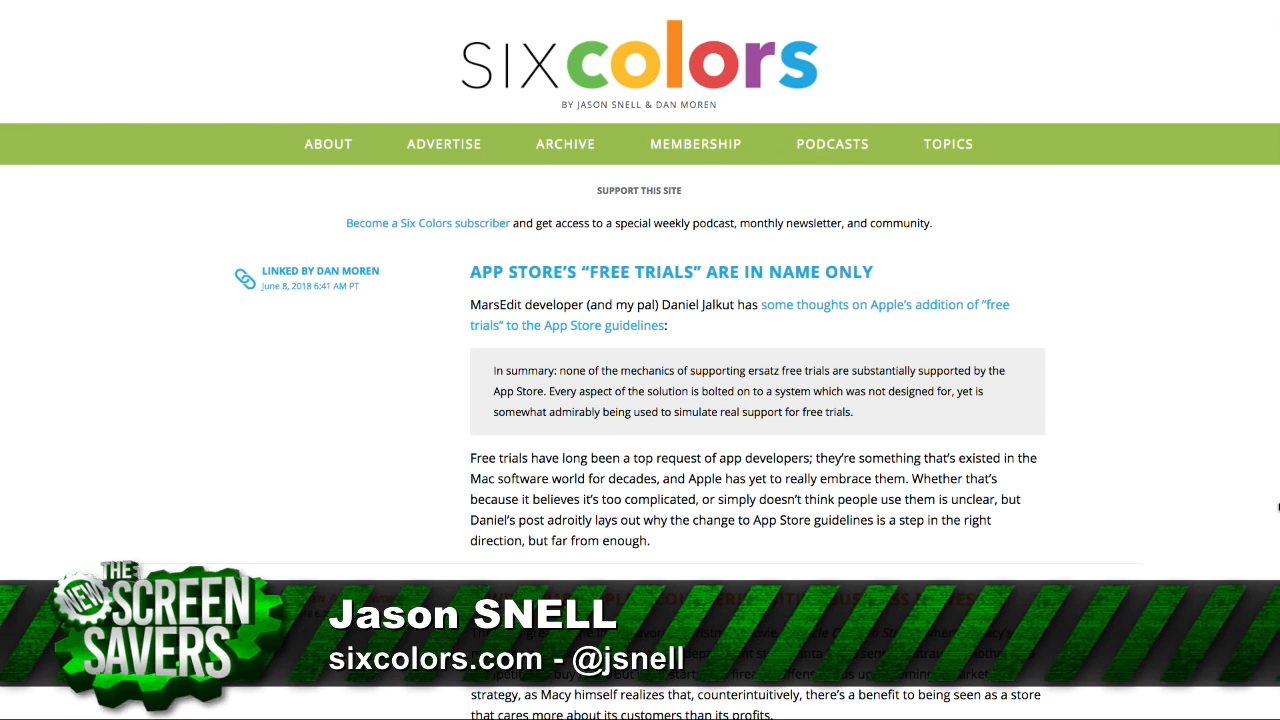 sixcolors
BY JASON SNELL & DAN MOREN
ABOUT ADVERTISE ARCHIVE MEMBERSHIP PODCASTS TOPICS
SUPPORT THIS SITE
Become a Six Colors subscriber and get access to a special weekly podcast, monthly newsletter, and community.
LINKED BY DAN MOREN
June 8, 2018 6:41 AM PT
APP STORE’S “FREE TRIALS” ARE IN NAME ONLY
MarsEdit developer (and my pal) Daniel Jalkut has some thoughts on Apple’s addition of “free
trials” to the App Store guidelines:
In summary: none of the mechanics of supporting ersatz free trials are substantially supported by the
App Store. Every aspect of the solution is bolted on to a system which was not designed for, yet is
somewhat admirably being used to simulate real support for free trials.
Free trials have long been a top request of app developers; they’re something that’s existed in the
Mac software world for decades, and Apple has yet to really embrace them. Whether that’s
because it believes it’s too complicated, or simply doesn’t think people use them is unclear, but
Daniel’s post adroitly lays out why the change to App Store guidelines is a step in the right
direction, but far from enough.
THE
NEW
SCREEN
SAVERS
Jason SNELL
sixcolors.com - @jsnell
strategy, as Macy himself realizes that, counterintuitively, there’s a benefit to being seen as a store
that cares more about its customers than its profits.